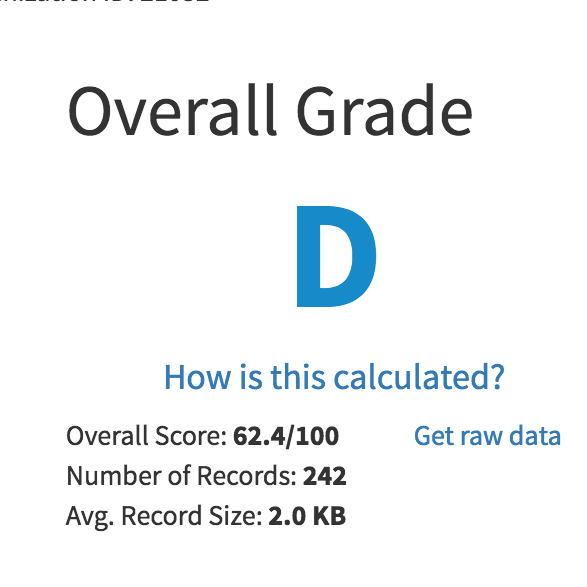 Overall Grade
D
How is this calculated?
Overall Score: 62.4/100 Get raw data
Number of Records: 242
Avg. Record Size: 2.0 KB